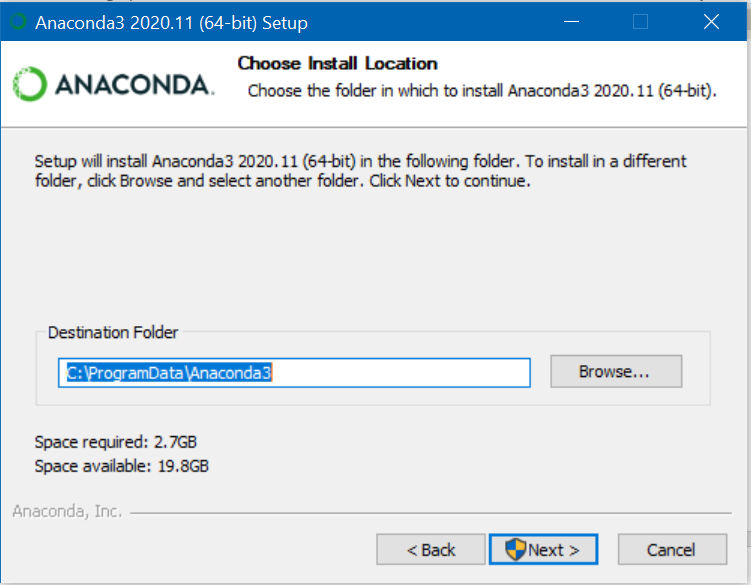 Anaconda3 2020.11 (64-bit) Setup
ANACONDA.
Choose Install Location
Choose the folder in which to install Anaconda3 2020.11 (64-bit).
Setup will install Anaconda3 2020.11 (64-bit) in the following folder. To install in a different
folder, click Browse and select another folder. Click Next to continue.
Destination Folder
C:\ProgramData\Anaconda3
Browse...
Space required: 2.7GB
Space available: 19.8GB
Anaconda, Inc.
< Back
Next >
Cancel